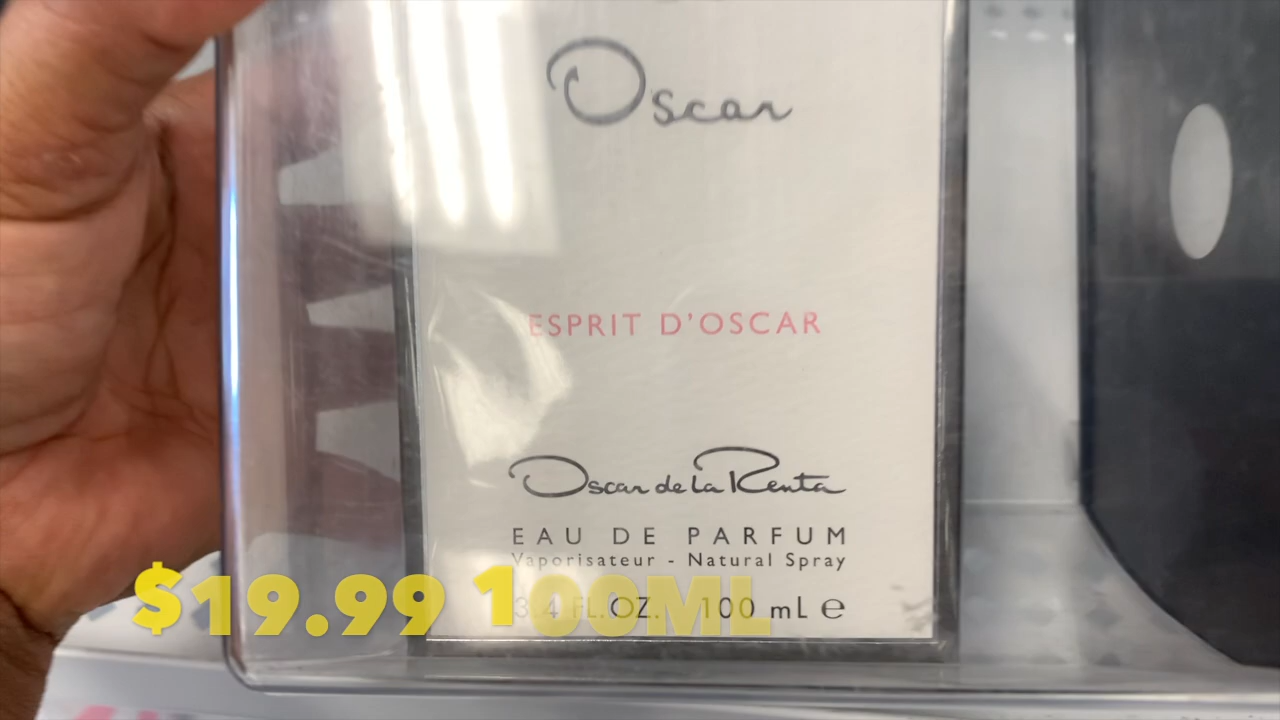 Oscar
ESPRIT D'OSCAR
Oscar de la Renta
EAU DE PARFUM
Vaporisateur - Natural Spray
3.4 FL.OZ. 100 mL e
$19.99 100ML